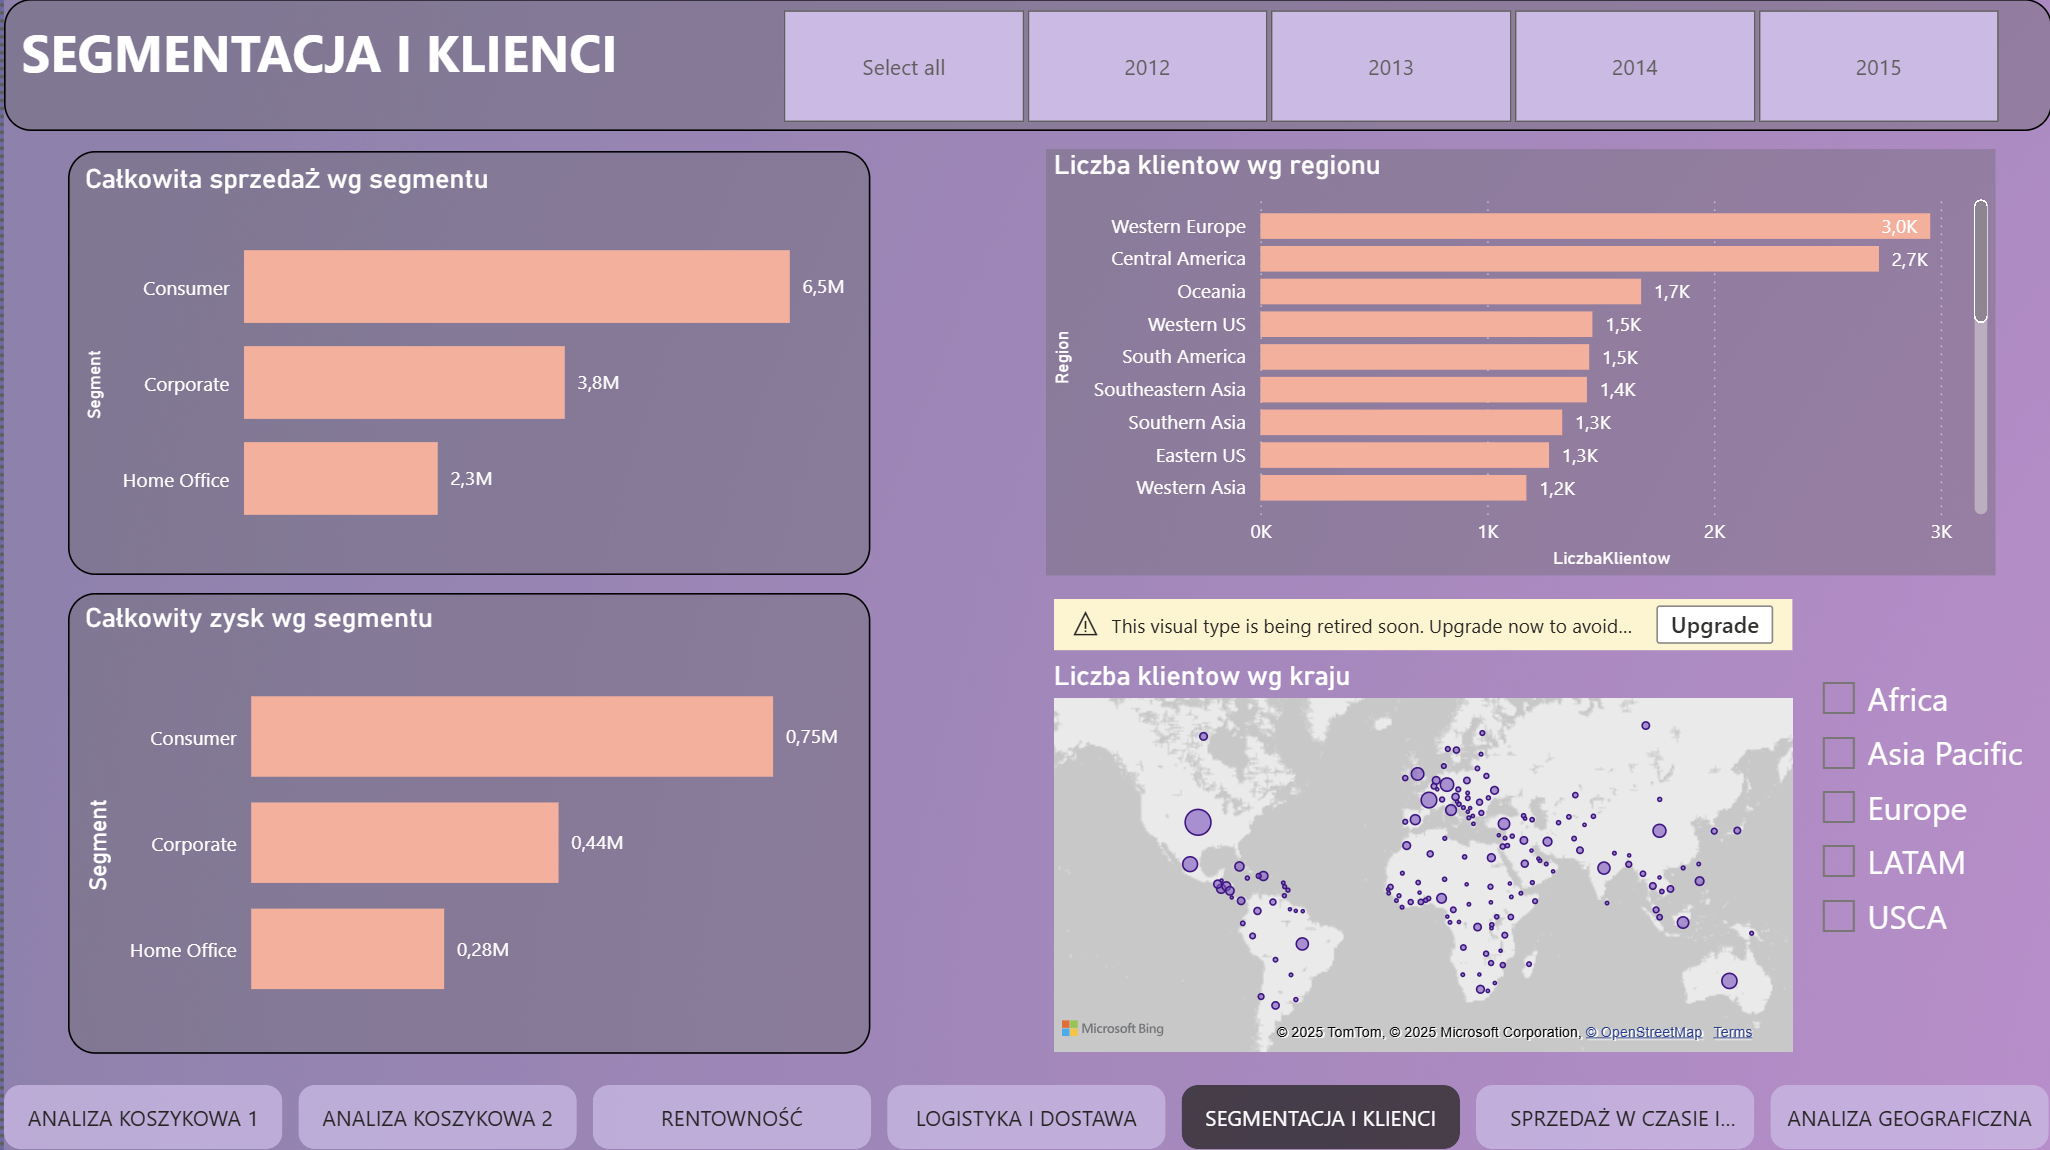 SEGMENTACJA I KLIENCI
Select all
2012
2013
2014
2015
Całkowita sprzedaż wg segmentu
Segment
Consumer
6,5M
Corporate
3,8M
Home Office
2,3M
Liczba klientow wg regionu
Region
Western Europe
3,0K
Central America
2,7K
Oceania
1,7K
Western US
1,5K
South America
1,5K
Southeastern Asia
1,4K
Southern Asia
1,3K
Eastern US
1,3K
Western Asia
1,2K
0K
1K
2K
3K
LiczbaKlientow
Całkowity zysk wg segmentu
Segment
Consumer
0,75M
Corporate
0,44M
Home Office
0,28M
This visual type is being retired soon. Upgrade now to avoid...
Upgrade
Liczba klientow wg kraju
Microsoft Bing
© 2025 TomTom, © 2025 Microsoft Corporation, © OpenStreetMap Terms
Africa
Asia Pacific
Europe
LATAM
USCA
ANALIZA KOSZYKOWA 1
ANALIZA KOSZYKOWA 2
RENTOWNOŚĆ
LOGISTYKA I DOSTAWA
SEGMENTACJA I KLIENCI
SPRZEDAŻ W CZASIE I...
ANALIZA GEOGRAFICZNA